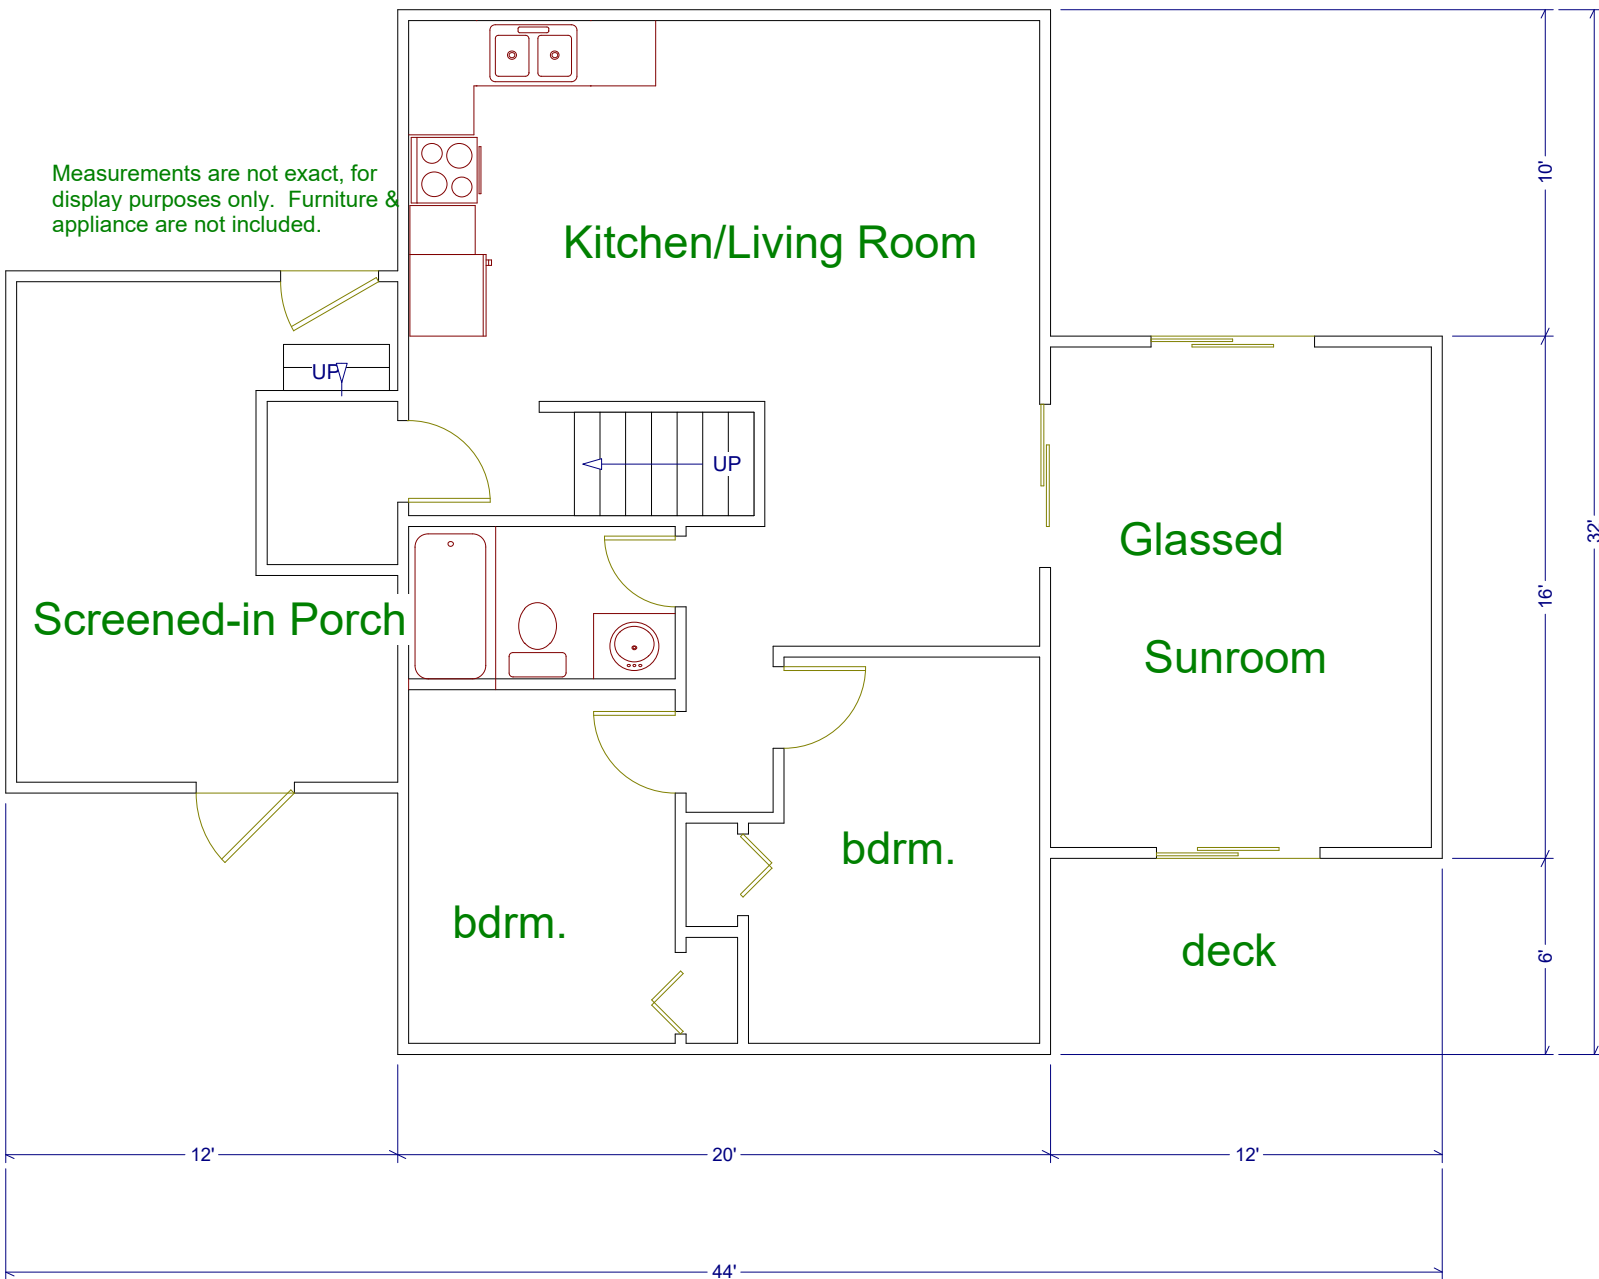 Measurements are not exact, for
display purposes only.  Furniture &
appliance are not included.
Kitchen/Living Room
UP
UP
Glassed
Sunroom
Screened-in Porch
bdrm.
bdrm.
deck
10'
32'
16'
6'
12'
20'
12'
44'